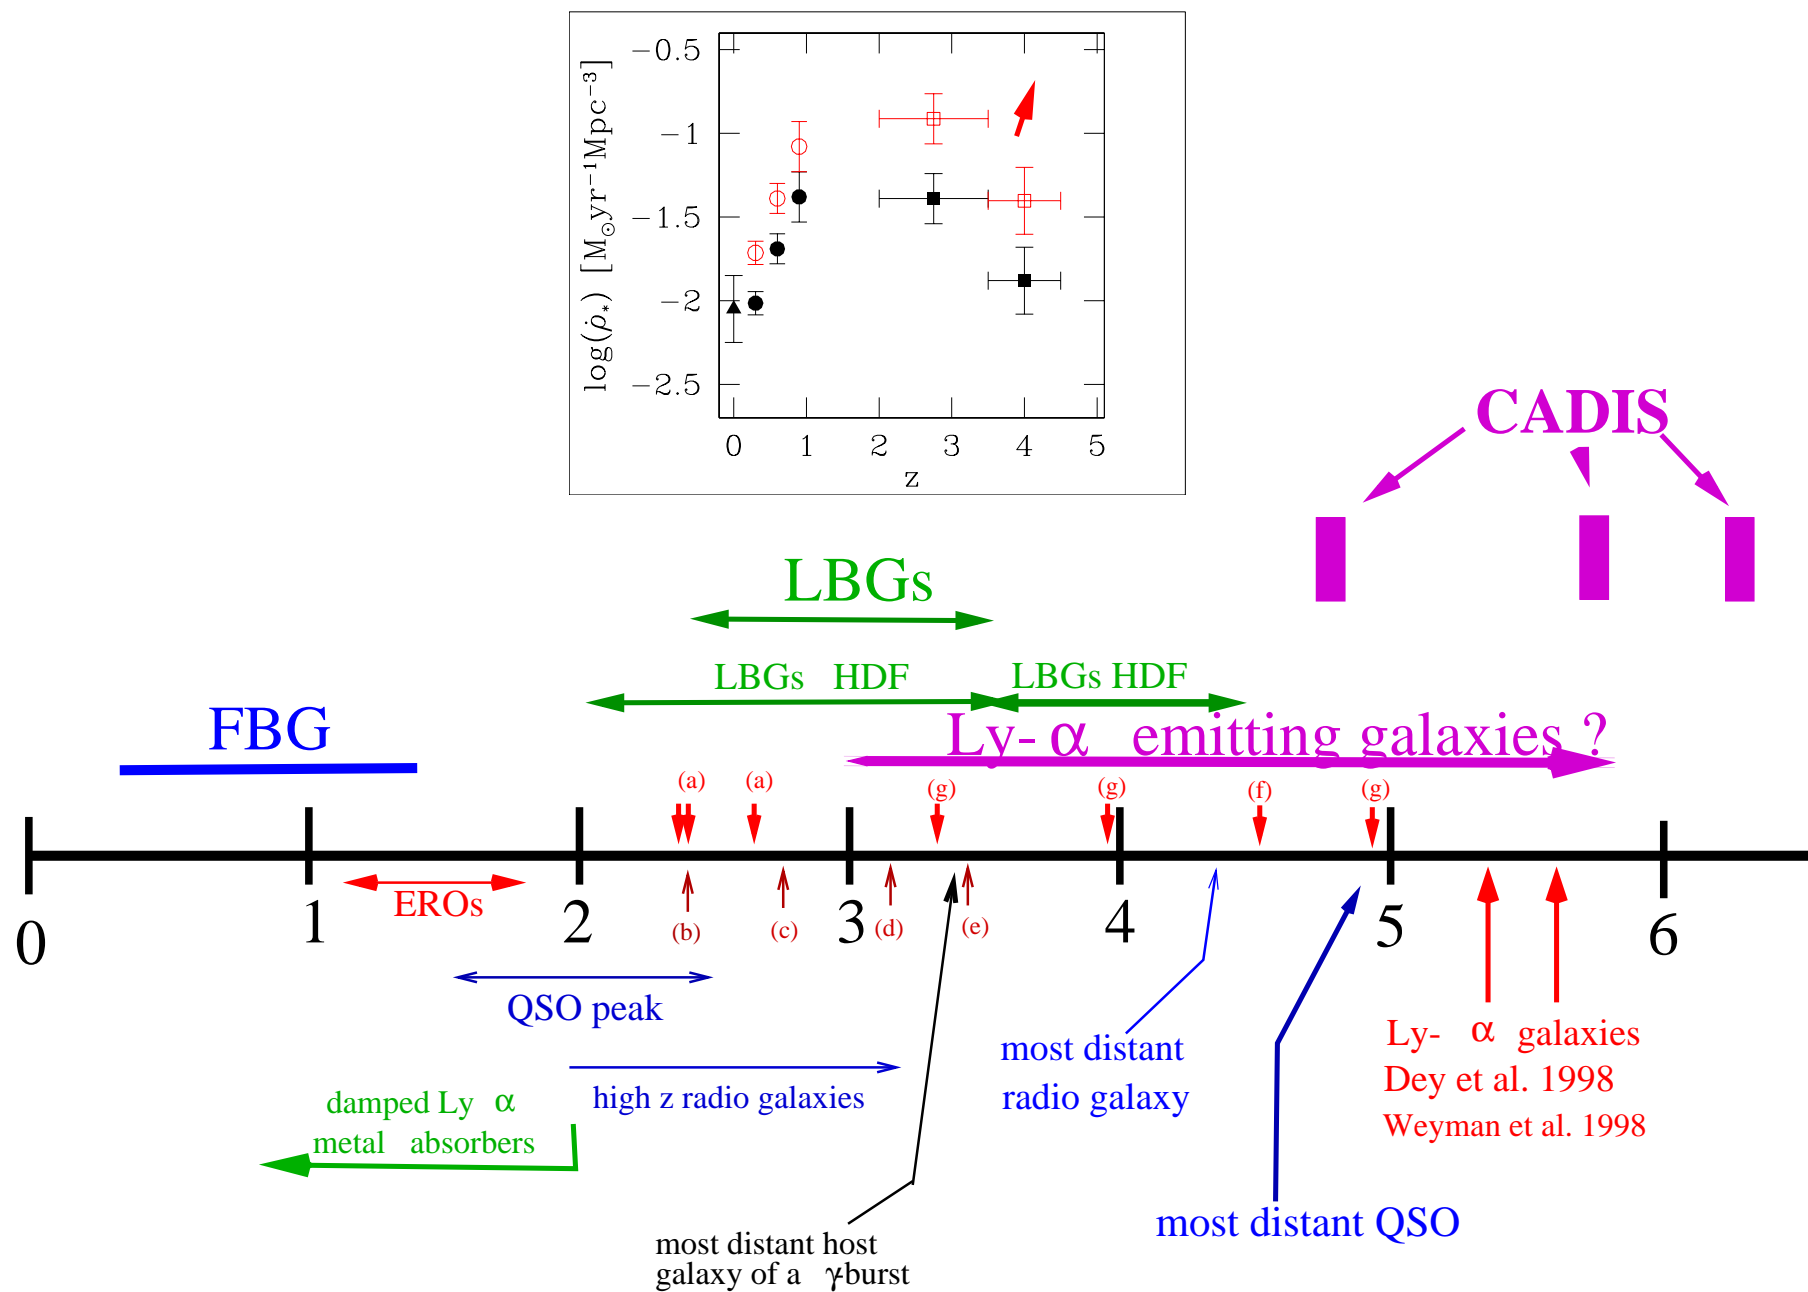 log(ρ̇*) [M⊙yr⁻¹Mpc⁻³]
−0.5
−1
−1.5
−2
−2.5
0 1 2 3 4 5
z
CADIS
LBGs
LBGs HDF
LBGs HDF
FBG
Ly- α emitting galaxies ?
(a) (a) (g) (g) (f) (g)
EROs
0 1 2 3 4 5 6
(b) (c) (d) (e)
QSO peak
high z radio galaxies
damped Ly α
metal absorbers
most distant
radio galaxy
Ly- α galaxies
Dey et al. 1998
Weyman et al. 1998
most distant QSO
most distant host
galaxy of a γ-burst